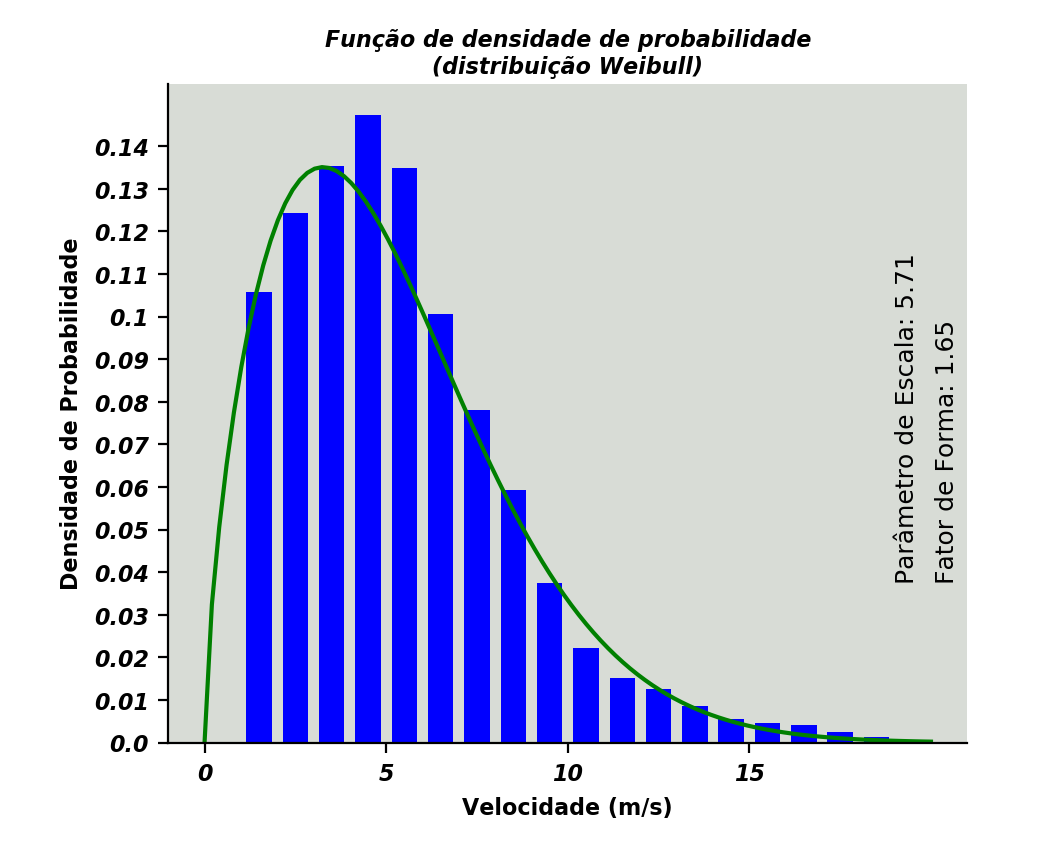 Função de densidade de probabilidade
(distribuição Weibull)
0.14
0.13
0.12
0.11
0.1
0.09
0.08
0.07
0.06
0.05
0.04
0.03
0.02
0.01
0.0
Densidade de Probabilidade
Parâmetro de Escala: 5.71
Fator de Forma: 1.65
0 5 10 15
Velocidade (m/s)